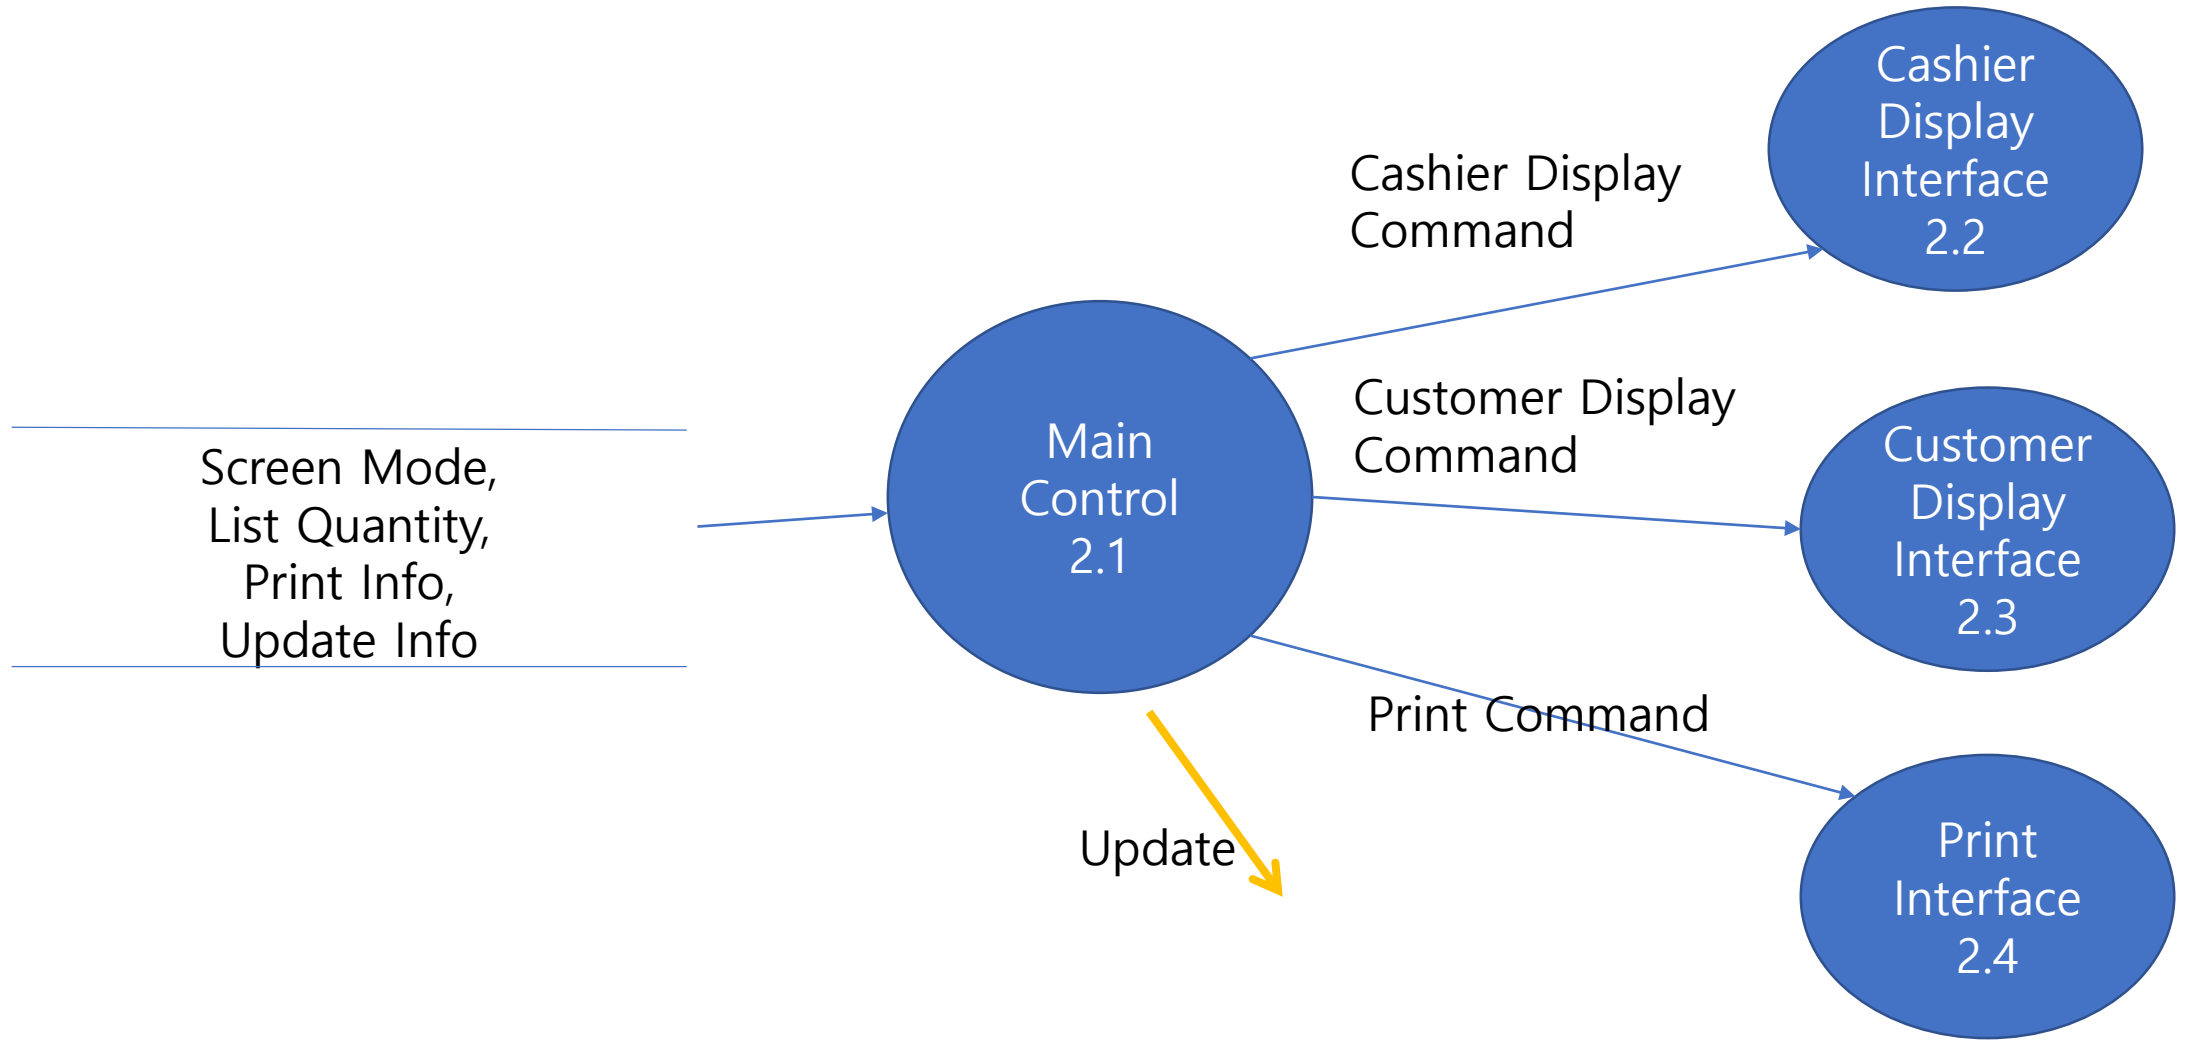 Screen Mode,
List Quantity,
Print Info,
Update Info
Main
Control
2.1
Cashier Display
Command
Customer Display
Command
Print Command
Update
Cashier
Display
Interface
2.2
Customer
Display
Interface
2.3
Print
Interface
2.4